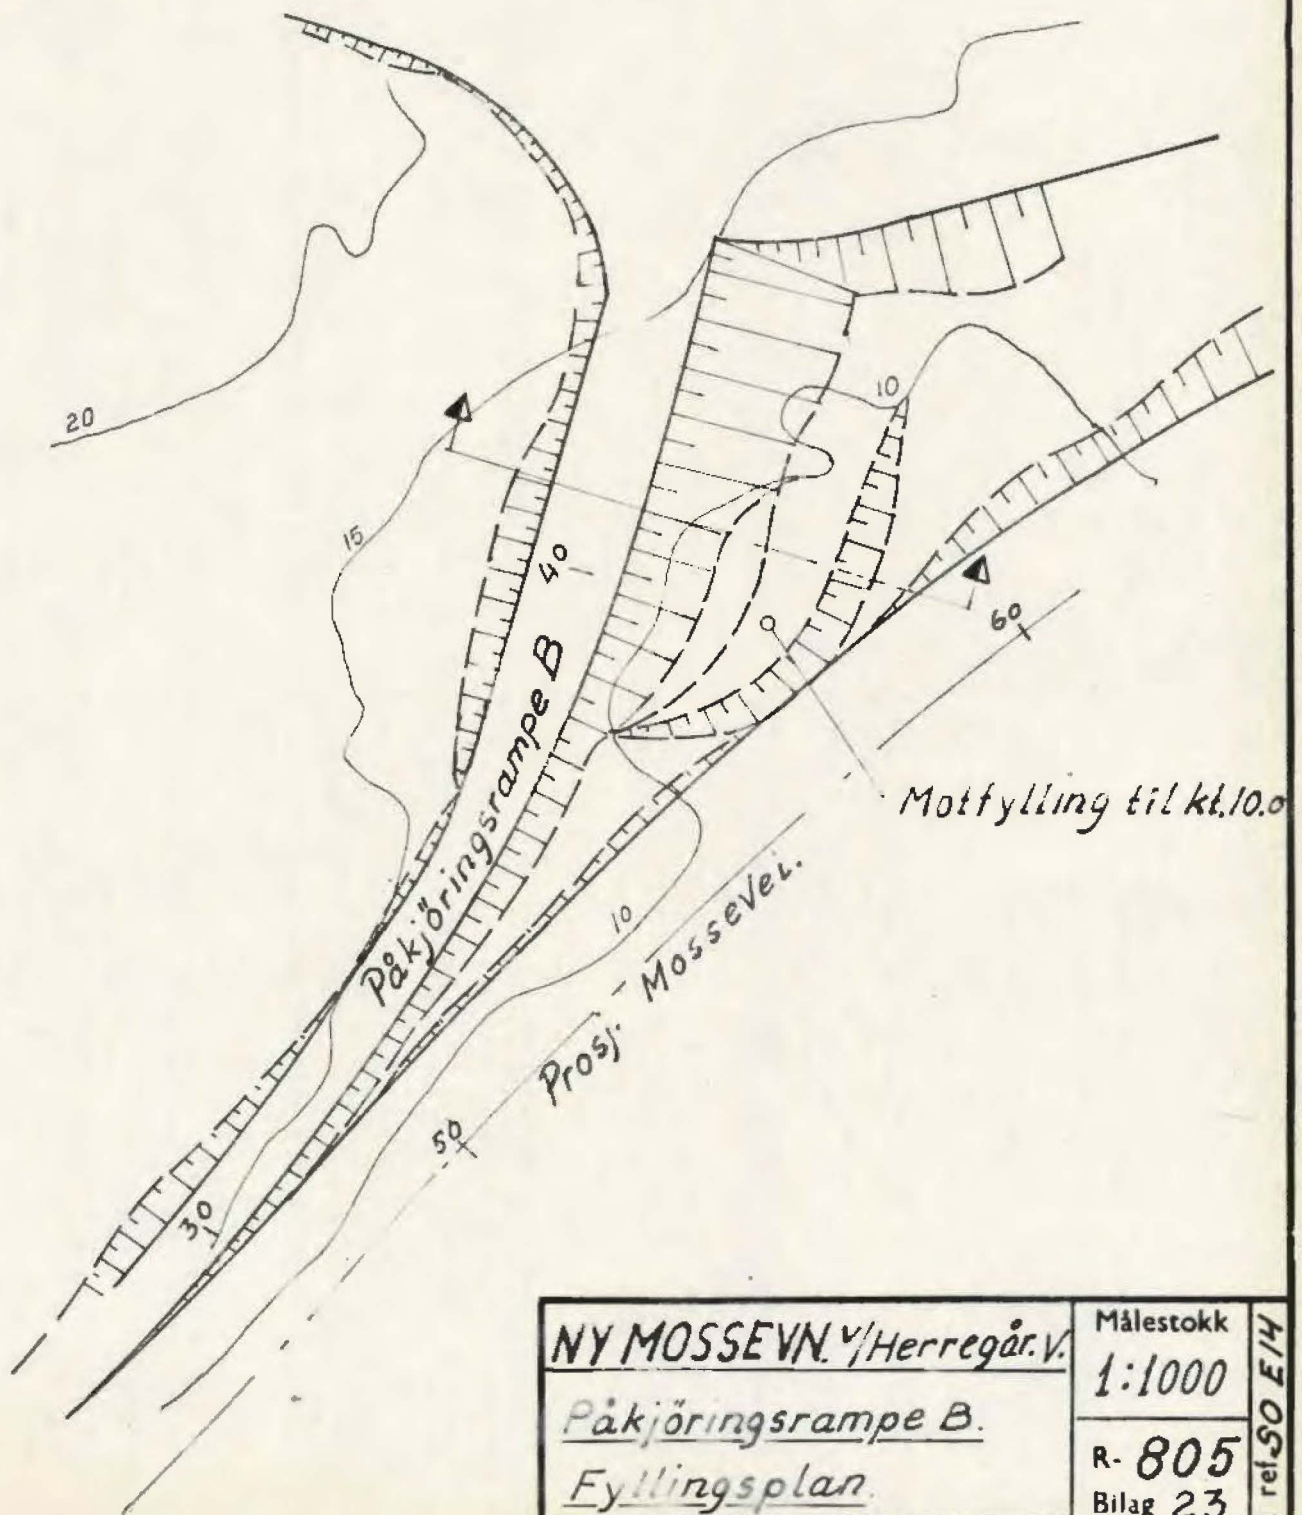 20
10
15
40
60
Påkjöringsrampe B
Motfylling til kt.10.0
10
Prosj. Mossevei.
50
30
NY MOSSEVN. v/Herregår.V.
Påkjöringsrampe B.
Fyllingsplan.
Målestokk
1:1000
R- 805
Bilag 23
ref. SO E14